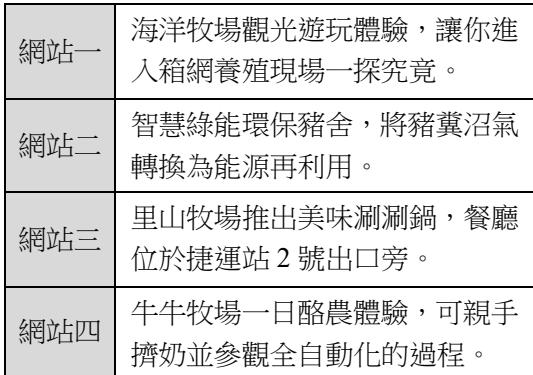 網站一
海洋牧場觀光遊玩體驗，讓你進
入箱網養殖現場一探究竟。
網站二
智慧綠能環保豬舍，將豬糞沼氣
轉換為能源再利用。
網站三
里山牧場推出美味涮涮鍋，餐廳
位於捷運站 2 號出口旁。
網站四
牛牛牧場一日酪農體驗，可親手
擠奶並參觀全自動化的過程。